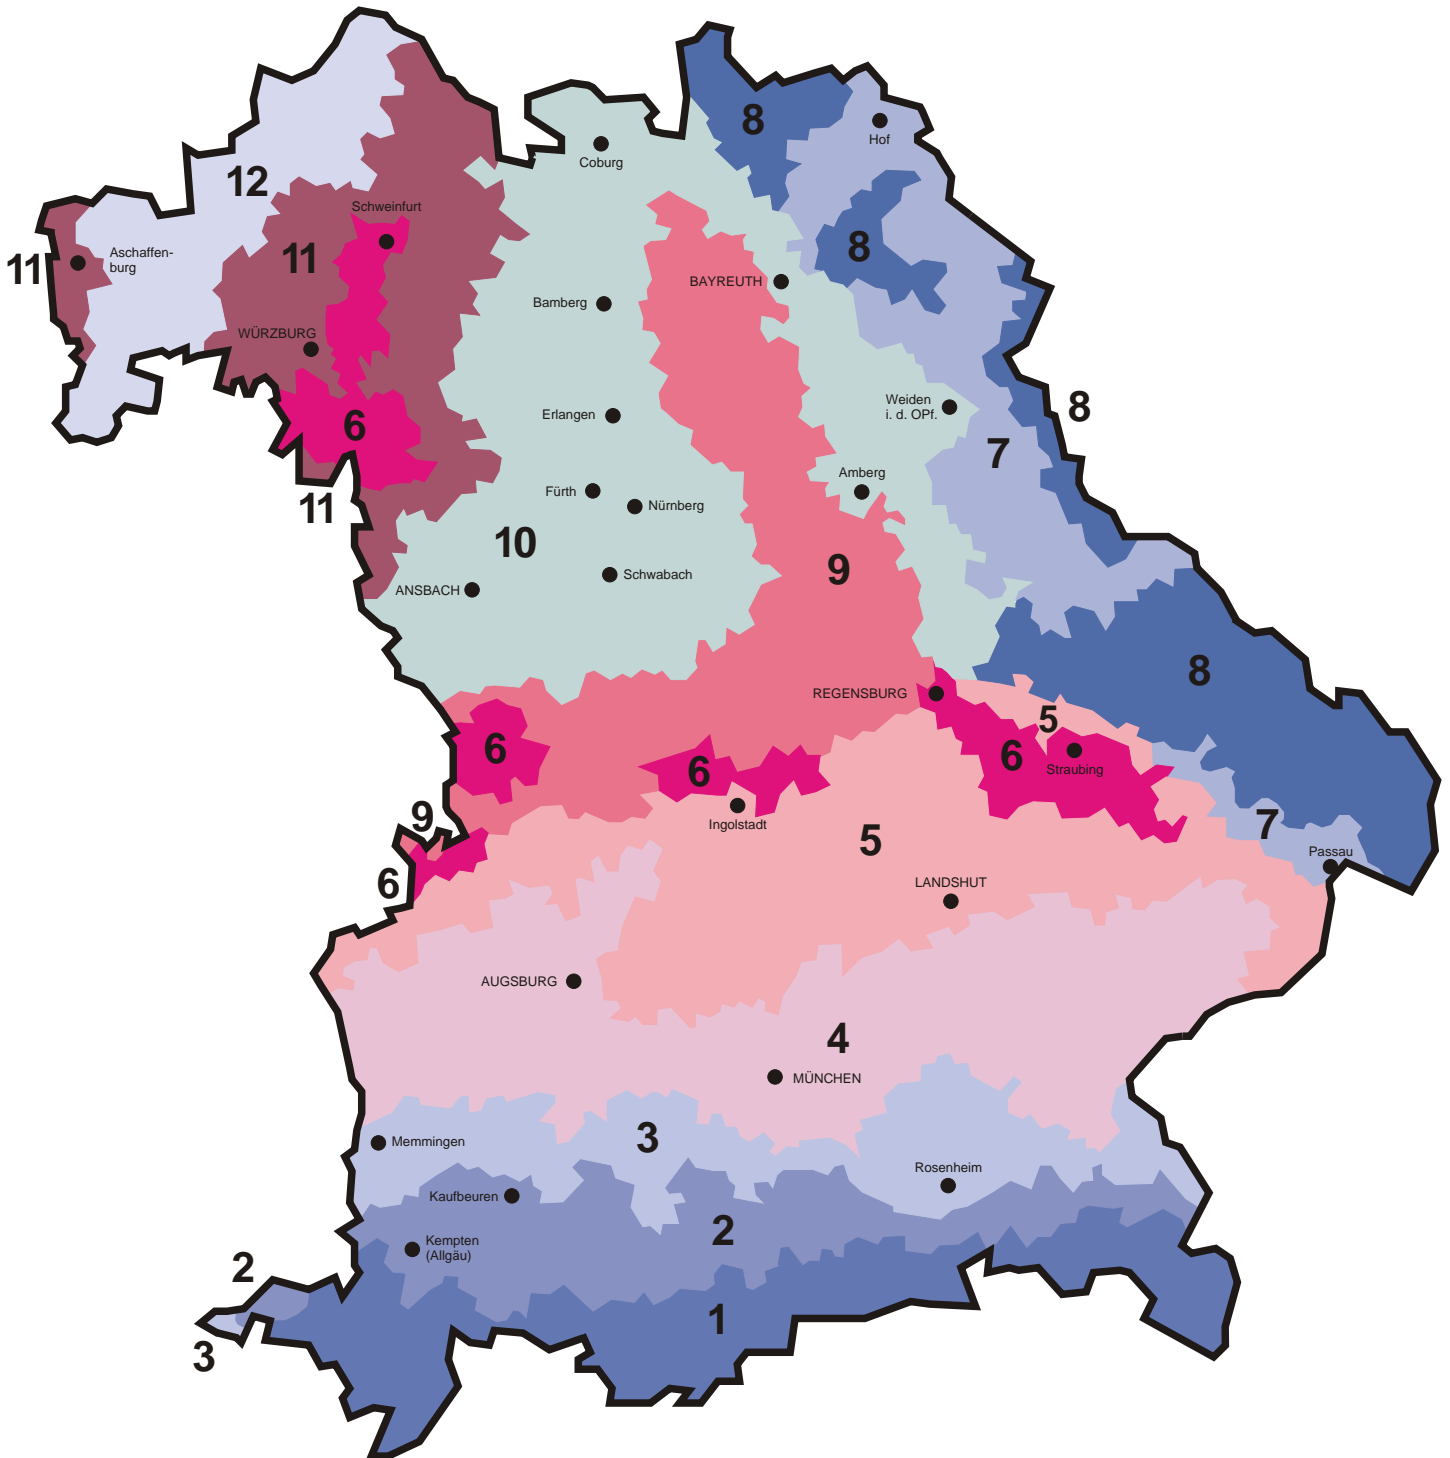 8
Hof
Coburg
12
Schweinfurt
8
11
Aschaffen-
burg
11
BAYREUTH
Bamberg
WÜRZBURG
Weiden
i. d. OPf.
8
Erlangen
6
7
Amberg
Fürth
Nürnberg
11
10
9
Schwabach
ANSBACH
8
REGENSBURG
5
6
6
6
Straubing
9
Ingolstadt
7
5
Passau
6
LANDSHUT
AUGSBURG
4
MÜNCHEN
3
Memmingen
Rosenheim
Kaufbeuren
2
Kempten
(Allgäu)
2
1
3